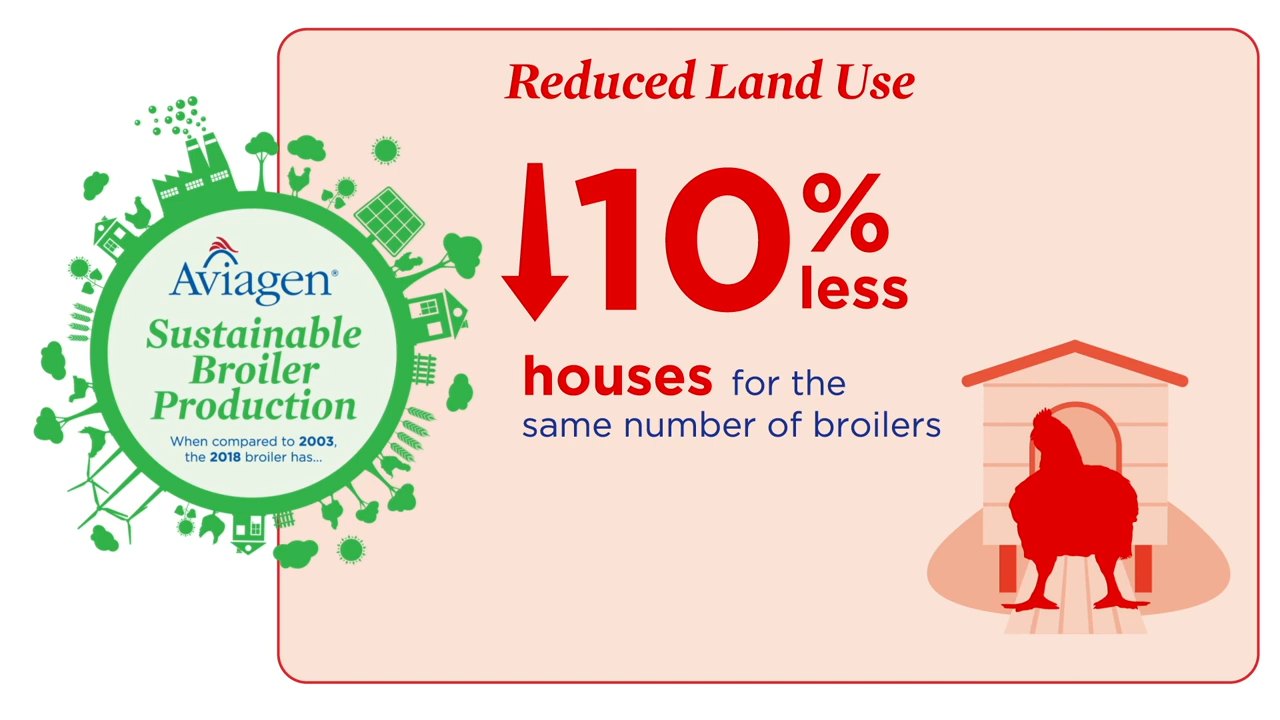 Reduced Land Use
10%
less
houses for the
same number of broilers
Aviagen®
Sustainable
Broiler
Production
When compared to 2003,
the 2018 broiler has...